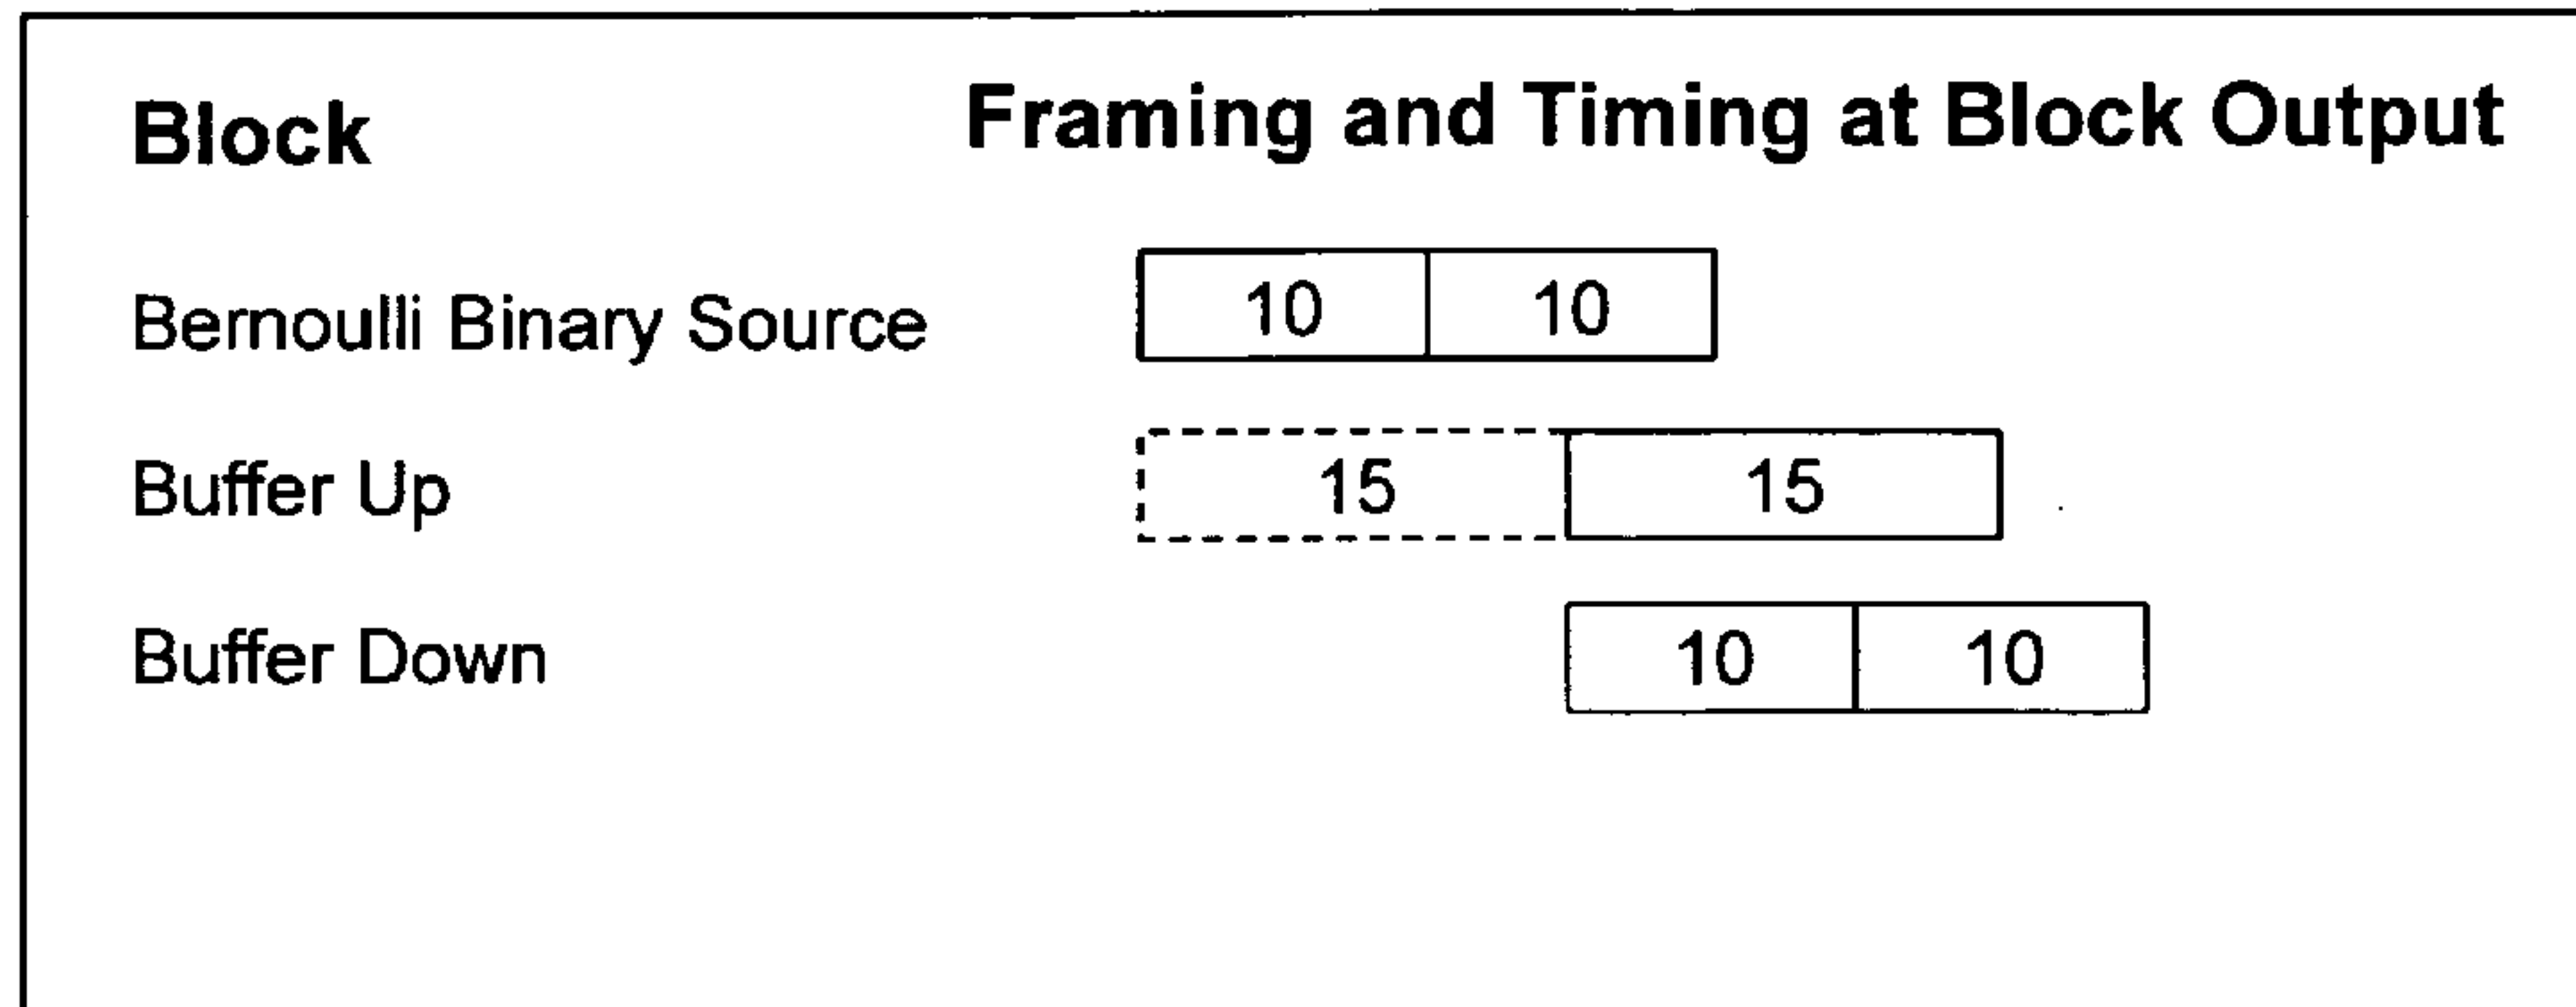 Block Framing and Timing at Block Output
Bernoulli Binary Source 10 10
Buffer Up 15 15
Buffer Down 10 10